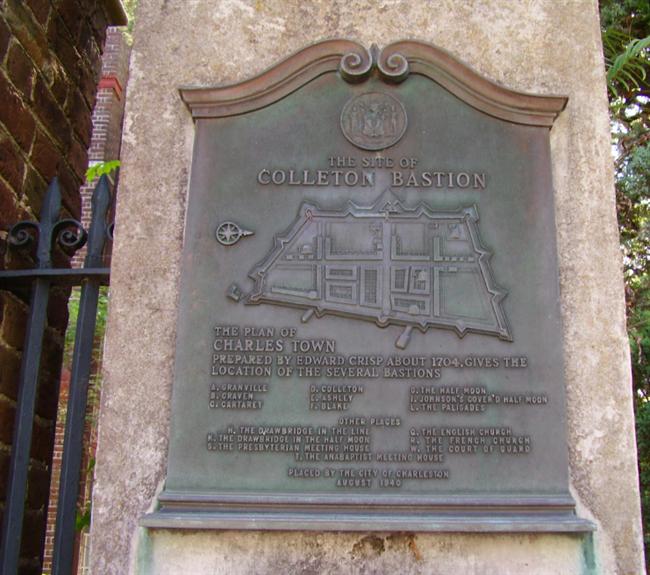 THE SITE OF
COLLETON BASTION
THE PLAN OF
CHARLES TOWN
PREPARED BY EDWARD CRISP ABOUT 1704, GIVES THE
LOCATION OF THE SEVERAL BASTIONS
A. GRANVILLE D. COLLETON G. THE HALF MOON
B. CRAVEN E. ASHLEY I. JOHNSON'S COVER'D HALF MOON
C. CARTARET F. BLAKE L. THE PALISADES
OTHER PLACES
H. THE DRAWBRIDGE IN THE LINE Q. THE ENGLISH CHURCH
K. THE DRAWBRIDGE IN THE HALF MOON R. THE FRENCH CHURCH
S. THE PRESBYTERIAN MEETING HOUSE W. THE COURT OF GUARD
T. THE ANABAPTIST MEETING HOUSE
PLACED BY THE CITY OF CHARLESTON
AUGUST 1940